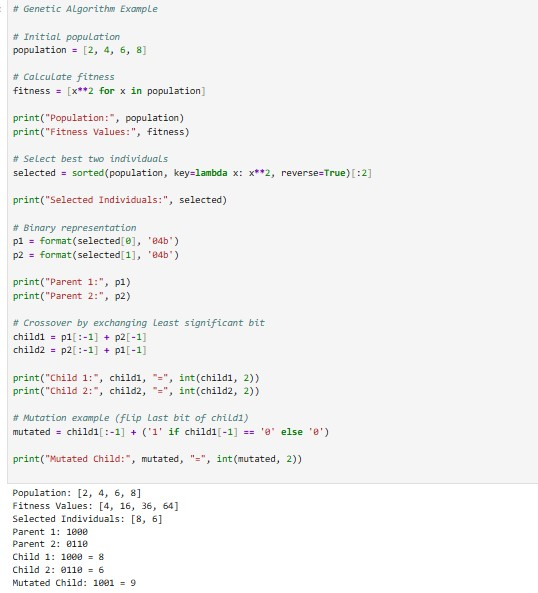 # Genetic Algorithm Example
# Initial population
population = [2, 4, 6, 8]
# Calculate fitness
fitness = [x**2 for x in population]
print("Population:", population)
print("Fitness Values:", fitness)
# Select best two individuals
selected = sorted(population, key=lambda x: x**2, reverse=True)[:2]
print("Selected Individuals:", selected)
# Binary representation
p1 = format(selected[0], '04b')
p2 = format(selected[1], '04b')
print("Parent 1:", p1)
print("Parent 2:", p2)
# Crossover by exchanging least significant bit
child1 = p1[:-1] + p2[-1]
child2 = p2[:-1] + p1[-1]
print("Child 1:", child1, "=", int(child1, 2))
print("Child 2:", child2, "=", int(child2, 2))
# Mutation example (flip last bit of child1)
mutated = child1[:-1] + ('1' if child1[-1] == '0' else '0')
print("Mutated Child:", mutated, "=", int(mutated, 2))
Population: [2, 4, 6, 8]
Fitness Values: [4, 16, 36, 64]
Selected Individuals: [8, 6]
Parent 1: 1000
Parent 2: 0110
Child 1: 1000 = 8
Child 2: 0110 = 6
Mutated Child: 1001 = 9